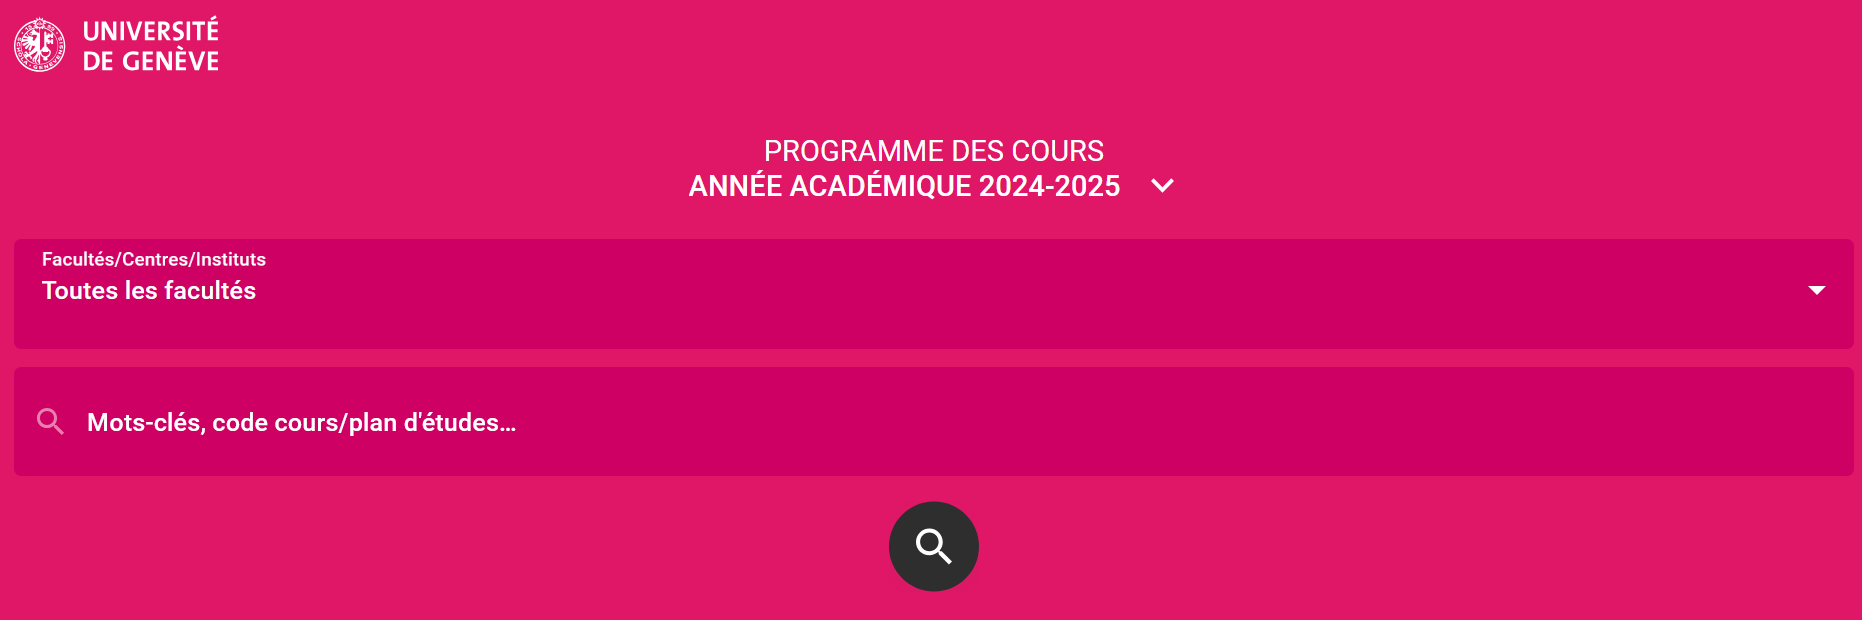 UNIVERSITÉ
DE GENÈVE
PROGRAMME DES COURS
ANNÉE ACADÉMIQUE 2024-2025
Facultés/Centres/Instituts
Toutes les facultés
Mots-clés, code cours/plan d'études...